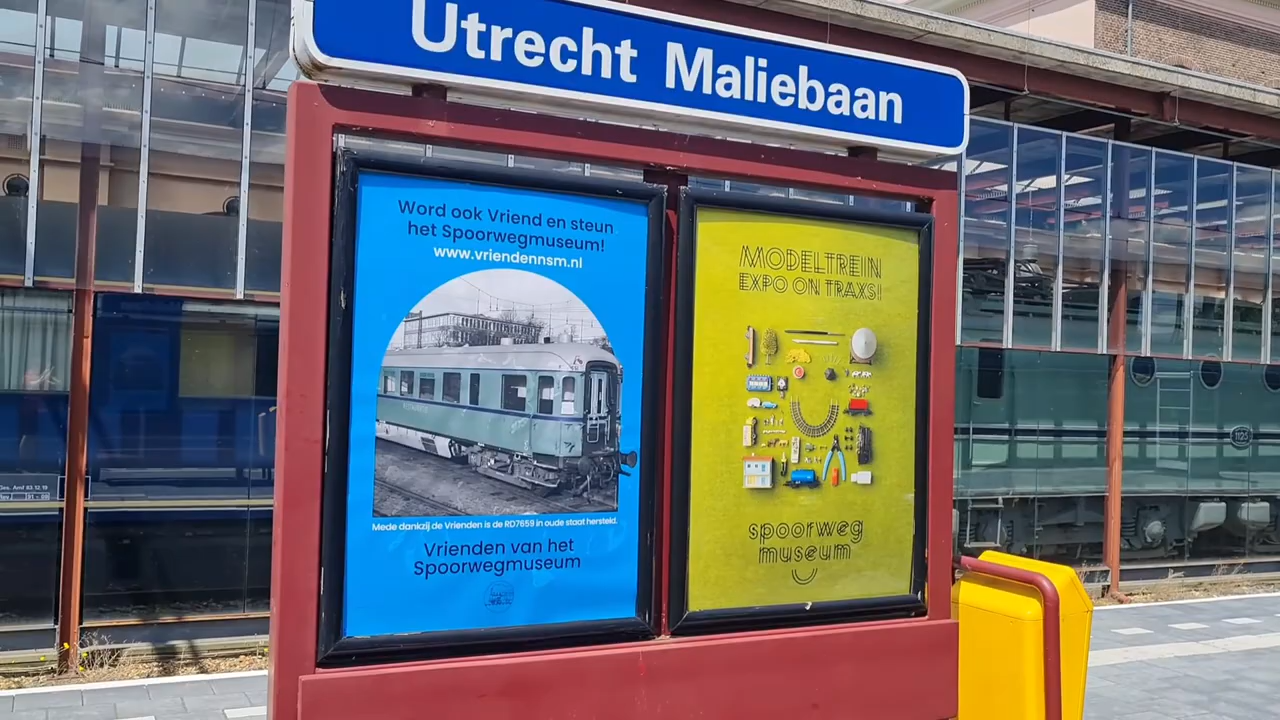 Utrecht Maliebaan
Word ook Vriend en steun
het Spoorwegmuseum!
www.vriendennsm.nl
Mede dankzij de Vrienden is de RD7659 in oude staat hersteld.
Vrienden van het
Spoorwegmuseum
MODELTREIN
EXPO ON TRAXS!
spoorweg
museum
1125